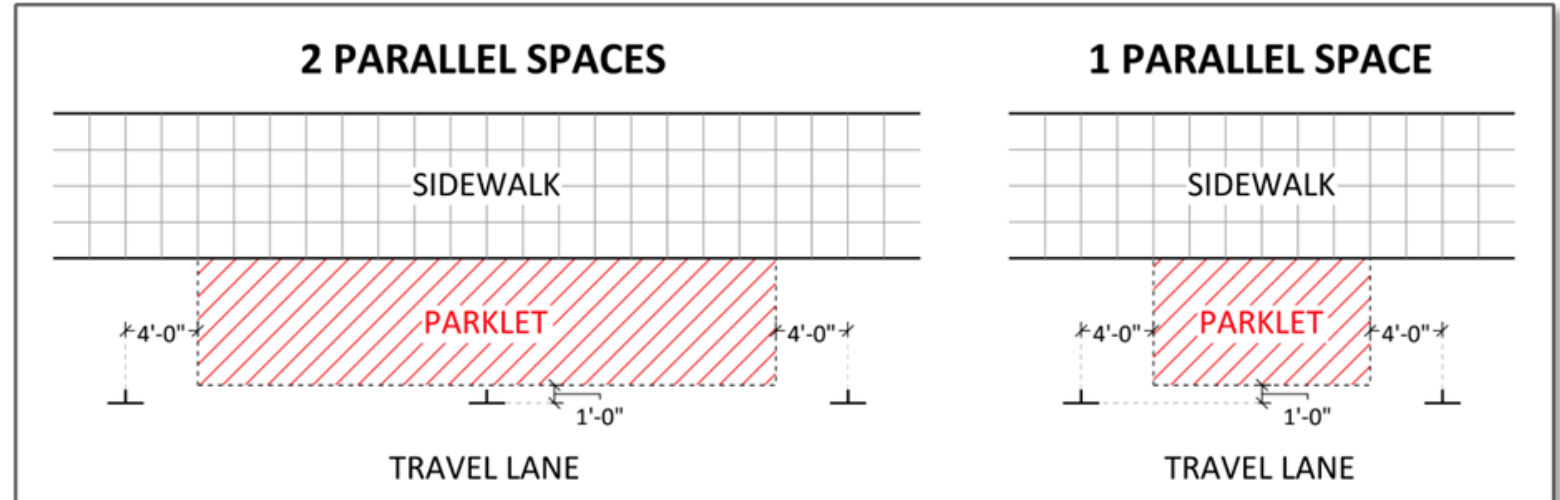 2 PARALLEL SPACES
SIDEWALK
PARKLET
4'-0"
4'-0"
1'-0"
TRAVEL LANE
1 PARALLEL SPACE
SIDEWALK
PARKLET
4'-0"
4'-0"
1'-0"
TRAVEL LANE